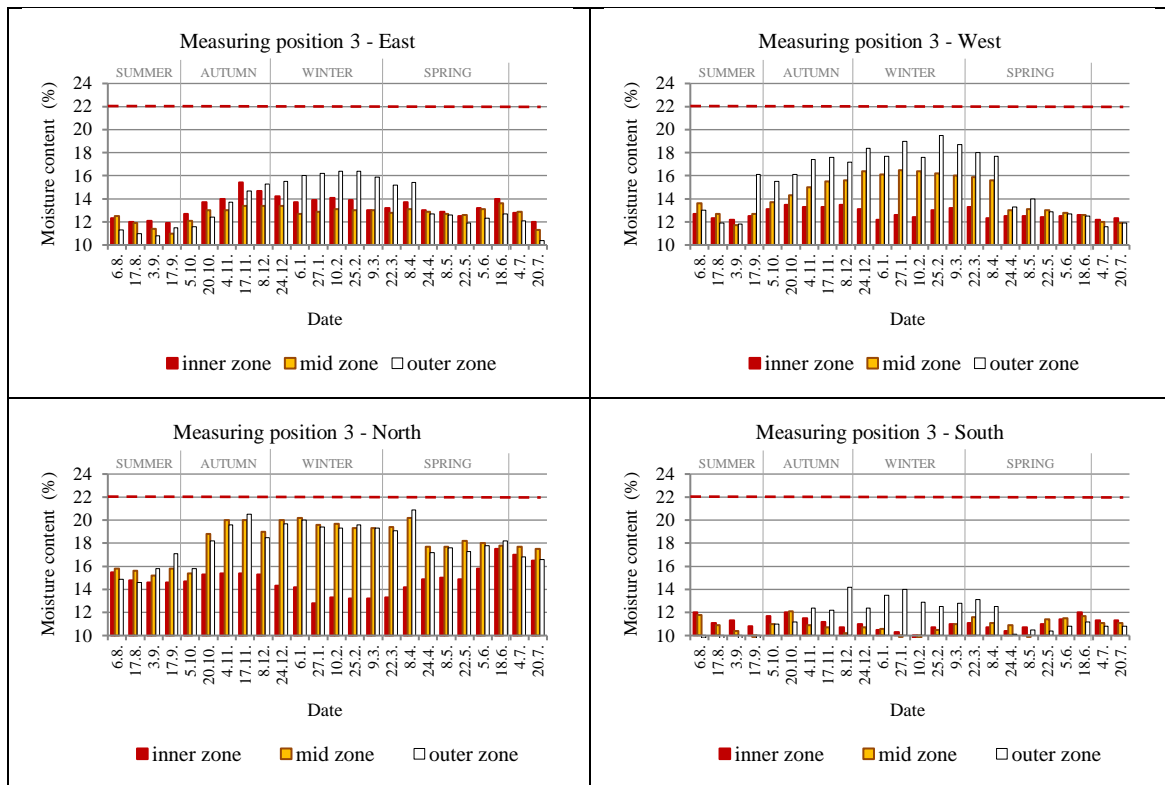 Measuring position 3 - East
SUMMER AUTUMN WINTER SPRING
Moisture content (%)
24
22
20
18
16
14
12
10
6.8. 17.8. 3.9. 17.9. 5.10. 20.10. 4.11. 17.11. 8.12. 24.12. 6.1. 27.1. 10.2. 25.2. 9.3. 22.3. 8.4. 24.4. 8.5. 22.5. 5.6. 18.6. 4.7. 20.7.
Date
inner zone mid zone outer zone
Measuring position 3 - West
SUMMER AUTUMN WINTER SPRING
Moisture content (%)
24
22
20
18
16
14
12
10
6.8. 17.8. 3.9. 17.9. 5.10. 20.10. 4.11. 17.11. 8.12. 24.12. 6.1. 27.1. 10.2. 25.2. 9.3. 22.3. 8.4. 24.4. 8.5. 22.5. 5.6. 18.6. 4.7. 20.7.
Date
inner zone mid zone outer zone
Measuring position 3 - North
SUMMER AUTUMN WINTER SPRING
Moisture content (%)
24
22
20
18
16
14
12
10
6.8. 17.8. 3.9. 17.9. 5.10. 20.10. 4.11. 17.11. 8.12. 24.12. 6.1. 27.1. 10.2. 25.2. 9.3. 22.3. 8.4. 24.4. 8.5. 22.5. 5.6. 18.6. 4.7. 20.7.
Date
inner zone mid zone outer zone
Measuring position 3 - South
SUMMER AUTUMN WINTER SPRING
Moisture content (%)
24
22
20
18
16
14
12
10
6.8. 17.8. 3.9. 17.9. 5.10. 20.10. 4.11. 17.11. 8.12. 24.12. 6.1. 27.1. 10.2. 25.2. 9.3. 22.3. 8.4. 24.4. 8.5. 22.5. 5.6. 18.6. 4.7. 20.7.
Date
inner zone mid zone outer zone